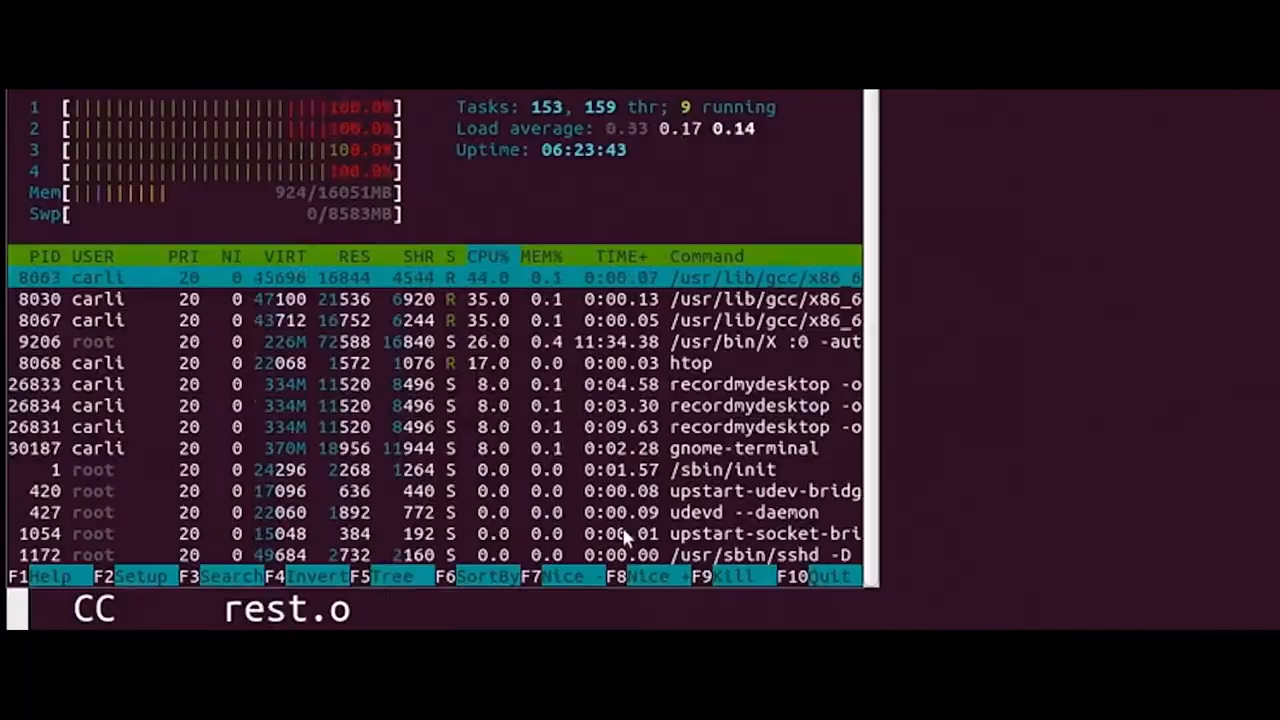 1 [||||||||||||||||||||||||||||100.0%]
2 [||||||||||||||||||||||||||||100.0%]
3 [||||||||||||||||||||||||||||100.0%]
4 [||||||||||||||||||||||||||||100.0%]
Mem[||||||||| 924/16051MB]
Swp[ 0/8583MB]
Tasks: 153, 159 thr; 9 running
Load average: 0.33 0.17 0.14
Uptime: 06:23:43
PID USER PRI NI VIRT RES SHR S CPU% MEM% TIME+ Command
8063 carli 20 0 45696 16844 4544 R 44.0 0.1 0:00.07 /usr/lib/gcc/x86_6
8030 carli 20 0 47100 21536 6920 R 35.0 0.1 0:00.13 /usr/lib/gcc/x86_6
8067 carli 20 0 43712 16752 6244 R 35.0 0.1 0:00.05 /usr/lib/gcc/x86_6
9206 root 20 0 226M 72588 16840 S 26.0 0.4 11:34.38 /usr/bin/X :0 -aut
8068 carli 20 0 22068 1572 1076 R 17.0 0.0 0:00.03 htop
26833 carli 20 0 334M 11520 8496 S 8.0 0.1 0:04.58 recordmydesktop -o
26834 carli 20 0 334M 11520 8496 S 8.0 0.1 0:03.30 recordmydesktop -o
26831 carli 20 0 334M 11520 8496 S 8.0 0.1 0:09.63 recordmydesktop -o
30187 carli 20 0 370M 18956 11944 S 8.0 0.1 0:02.28 gnome-terminal
1 root 20 0 24296 2268 1264 S 0.0 0.0 0:01.57 /sbin/init
420 root 20 0 17096 636 440 S 0.0 0.0 0:00.08 upstart-udev-bridg
427 root 20 0 22060 1892 772 S 0.0 0.0 0:00.09 udevd --daemon
1054 root 20 0 15048 384 192 S 0.0 0.0 0:00.01 upstart-socket-bri
1172 root 20 0 49684 2732 2160 S 0.0 0.0 0:00.00 /usr/sbin/sshd -D
F1Help F2Setup F3SearchF4InvertF5Tree F6SortByF7Nice -F8Nice +F9Kill F10Quit
CC rest.o